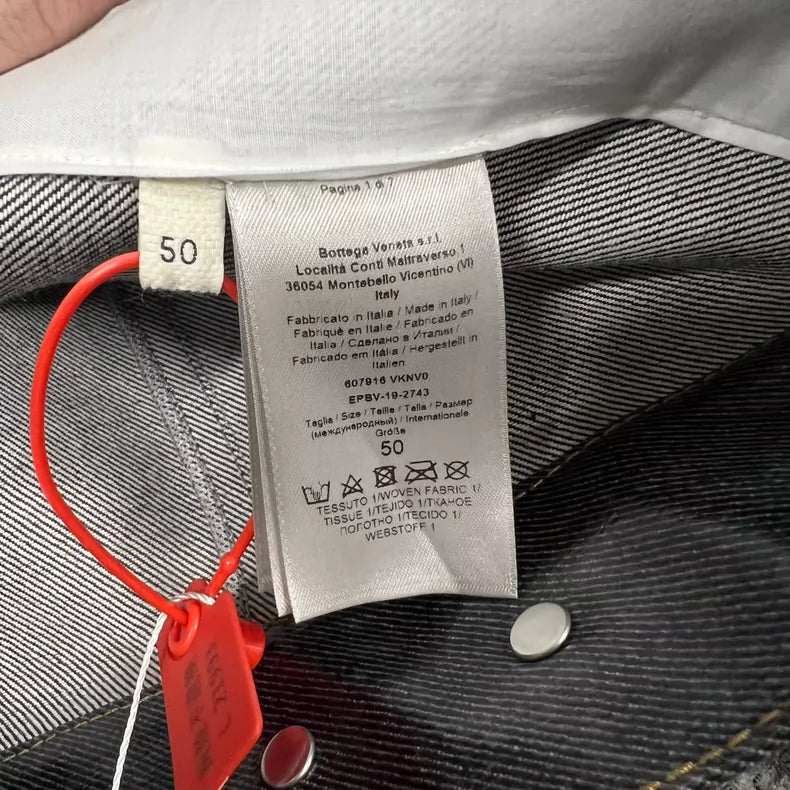 50
Pagina 1 di 7
Bottega Veneta s.r.l.
Località Conti Maltraverso 1
36054 Montebello Vicentino (VI)
Italy
Fabbricato in Italia / Made in Italy /
Fabriqué en Italie / Fabricado en
Italia / Сделано в Италии /
Fabricado em Itália / Hergestellt in
Italien
607916 VKNV0
EPBV-19-2743
Taglia / Size / Taille / Talla / Размер
(международный) / Internationale
Größe
50
TESSUTO 1/WOVEN FABRIC 1/
TISSUE 1/TEJIDO 1/ТКАНОЕ
ПОЛОТНО 1/TECIDO 1/
WEBSTOFF 1